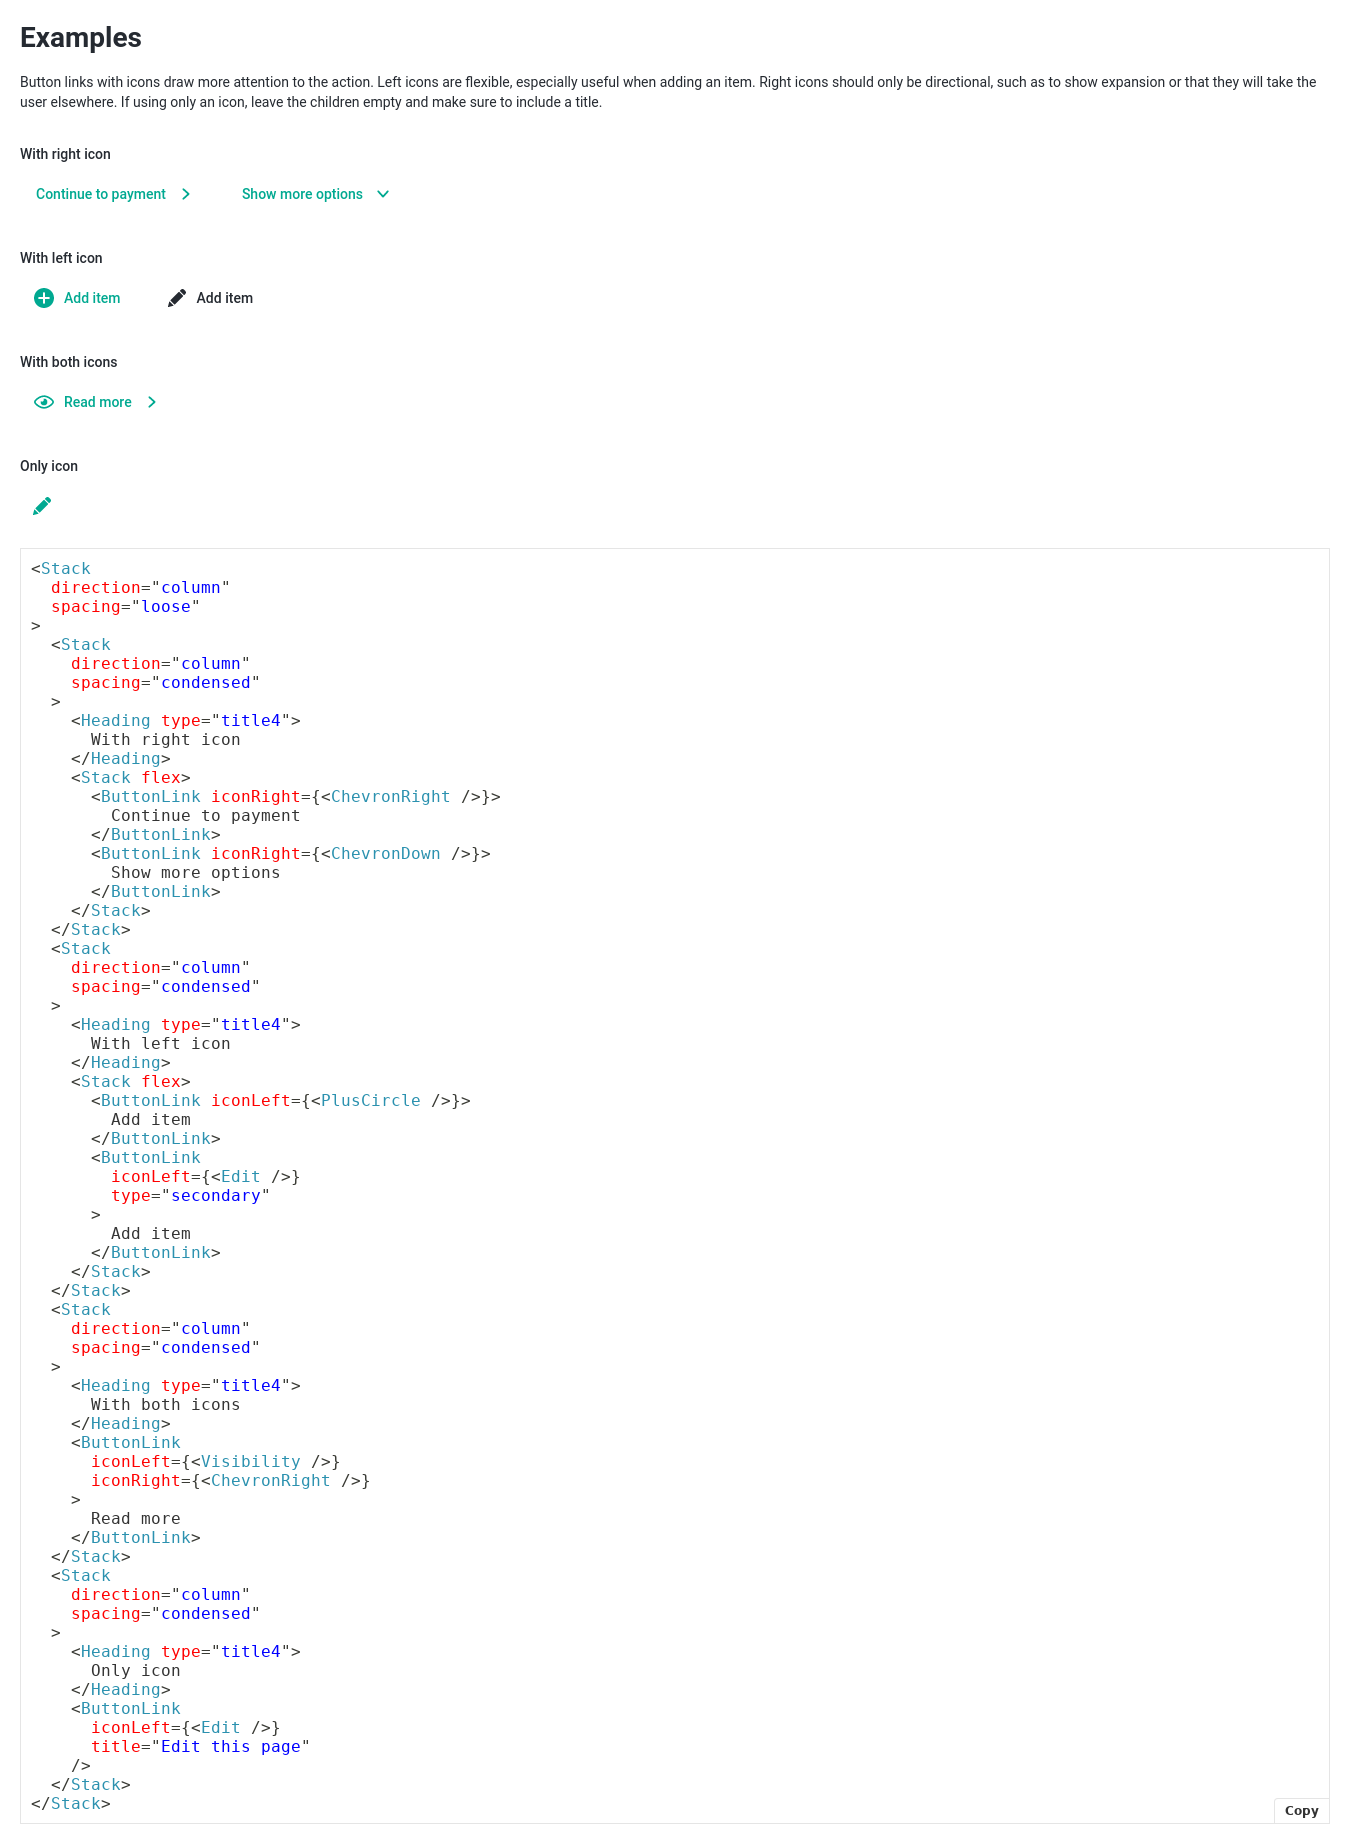 Examples
Button links with icons draw more attention to the action. Left icons are flexible, especially useful when adding an item. Right icons should only be directional, such as to show expansion or that they will take the
user elsewhere. If using only an icon, leave the children empty and make sure to include a title.
With right icon
Continue to payment Show more options
With left icon
Add item Add item
With both icons
Read more
Only icon
<Stack
  direction="column"
  spacing="loose"
>
  <Stack
    direction="column"
    spacing="condensed"
  >
    <Heading type="title4">
      With right icon
    </Heading>
    <Stack flex>
      <ButtonLink iconRight={<ChevronRight />}>
        Continue to payment
      </ButtonLink>
      <ButtonLink iconRight={<ChevronDown />}>
        Show more options
      </ButtonLink>
    </Stack>
  </Stack>
  <Stack
    direction="column"
    spacing="condensed"
  >
    <Heading type="title4">
      With left icon
    </Heading>
    <Stack flex>
      <ButtonLink iconLeft={<PlusCircle />}>
        Add item
      </ButtonLink>
      <ButtonLink
        iconLeft={<Edit />}
        type="secondary"
      >
        Add item
      </ButtonLink>
    </Stack>
  </Stack>
  <Stack
    direction="column"
    spacing="condensed"
  >
    <Heading type="title4">
      With both icons
    </Heading>
    <ButtonLink
      iconLeft={<Visibility />}
      iconRight={<ChevronRight />}
    >
      Read more
    </ButtonLink>
  </Stack>
  <Stack
    direction="column"
    spacing="condensed"
  >
    <Heading type="title4">
      Only icon
    </Heading>
    <ButtonLink
      iconLeft={<Edit />}
      title="Edit this page"
    />
  </Stack>
</Stack>
Copy